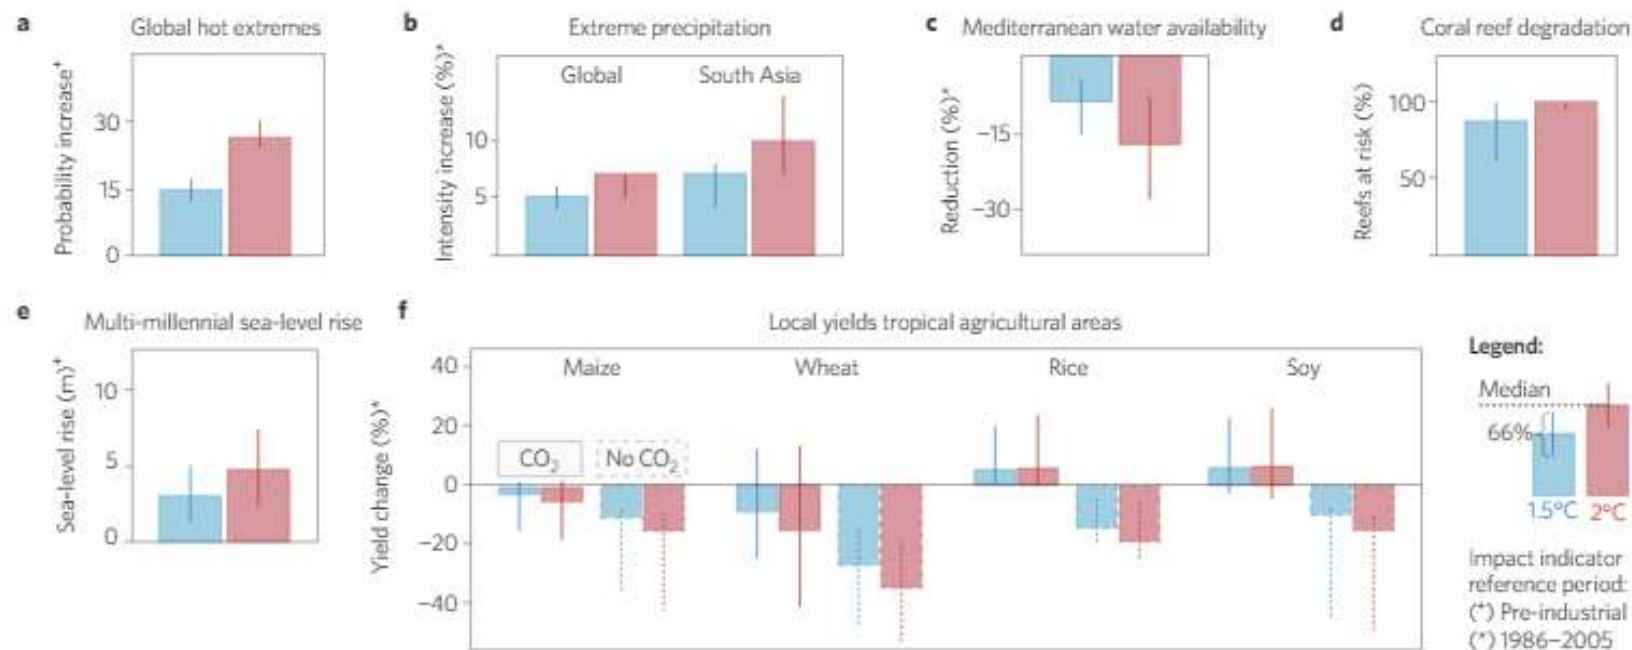 a Global hot extremes
Probability increase⁺
30
15
0
b Extreme precipitation
Intensity increase (%)*
Global South Asia
10
5
c Mediterranean water availability
Reduction (%)*
−15
−30
d Coral reef degradation
Reefs at risk (%)
100
50
e Multi-millennial sea-level rise
Sea-level rise (m)⁺
10
5
0
f Local yields tropical agricultural areas
Yield change (%)*
Maize Wheat Rice Soy
40
20
0
−20
−40
CO₂ No CO₂
Legend:
Median
66%
1.5°C 2°C
Impact indicator
reference period:
(⁺) Pre-industrial
(*) 1986–2005